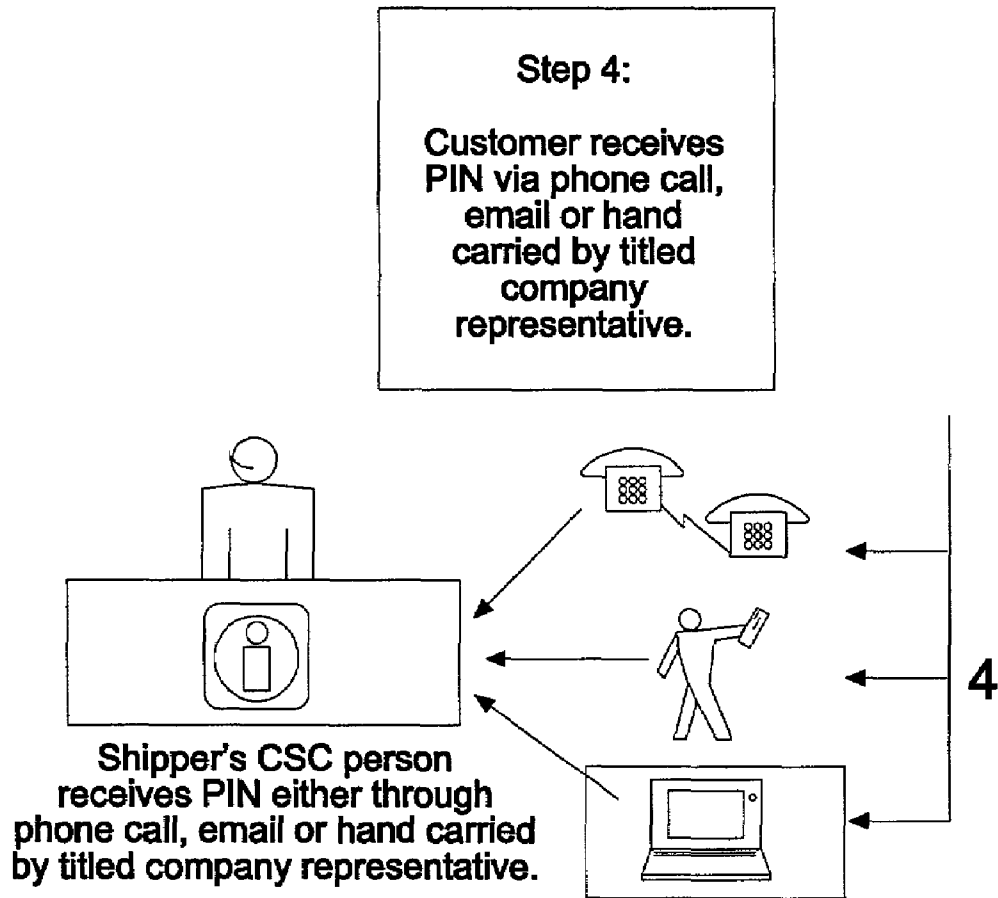 Step 4:
Customer receives
PIN via phone call,
email or hand
carried by titled
company
representative.
4
Shipper's CSC person
receives PIN either through
phone call, email or hand carried
by titled company representative.